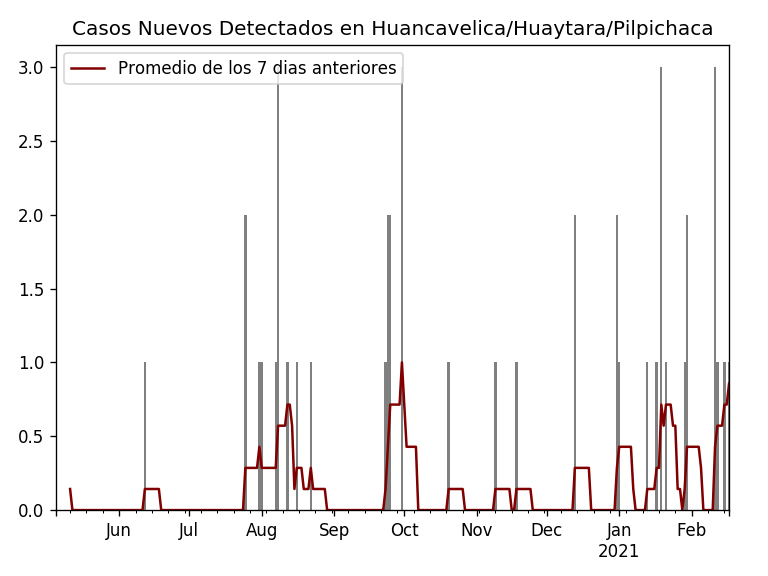 Casos Nuevos Detectados en Huancavelica/Huaytara/Pilpichaca
Promedio de los 7 dias anteriores
3.0
2.5
2.0
1.5
1.0
0.5
0.0
Jun Jul Aug Sep Oct Nov Dec Jan Feb
2021